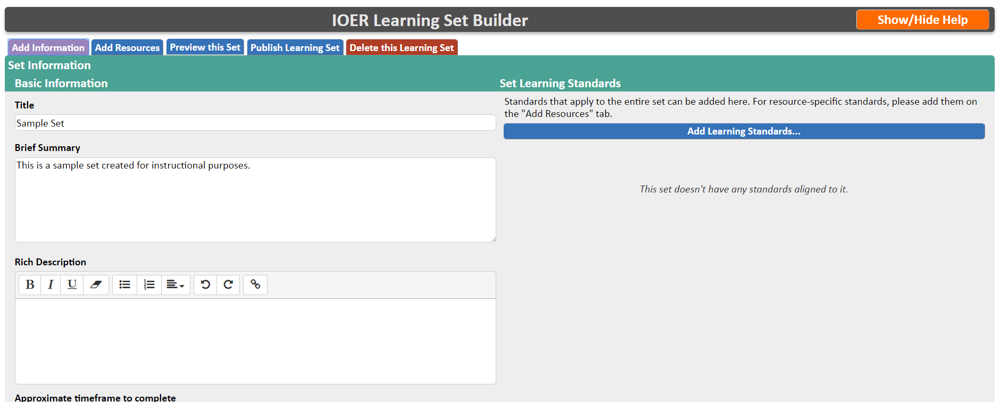 IOER Learning Set Builder
Show/Hide Help
Add Information
Add Resources
Preview this Set
Publish Learning Set
Delete this Learning Set
Set Information
Basic Information
Set Learning Standards
Title
Sample Set
Brief Summary
This is a sample set created for instructional purposes.
Rich Description
B I U
Approximate timeframe to complete
Standards that apply to the entire set can be added here. For resource-specific standards, please add them on
the "Add Resources" tab.
Add Learning Standards...
This set doesn't have any standards aligned to it.